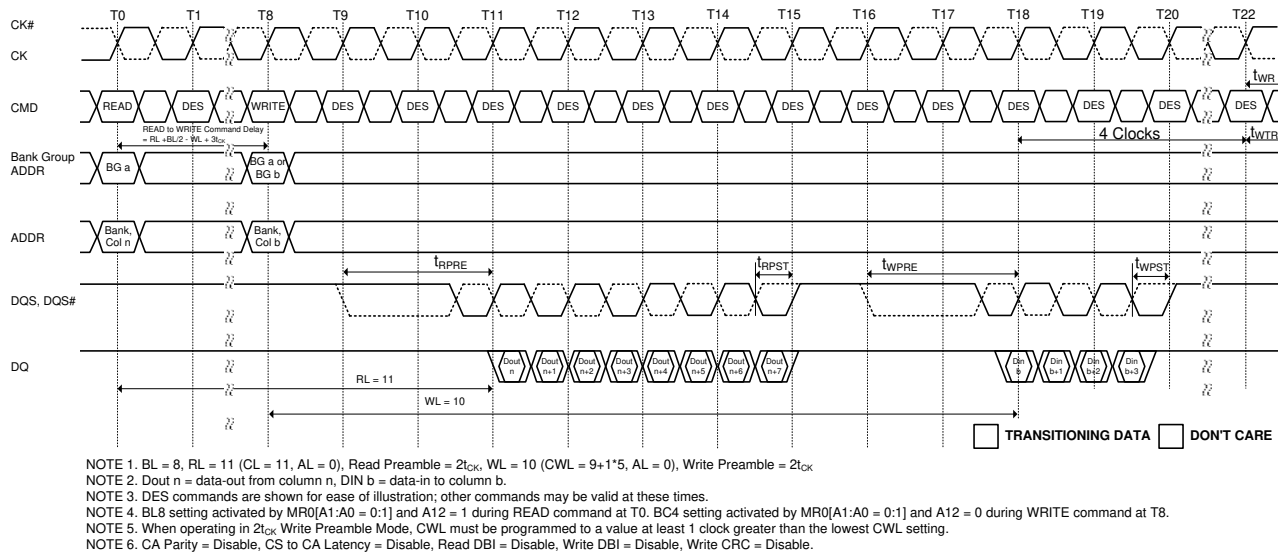 T0 T1 T8 T9 T10 T11 T12 T13 T14 T15 T16 T17 T18 T19 T20 T22
CK#
CK
tWR
CMD READ DES WRITE DES DES DES DES DES DES DES DES DES DES DES DES DES
READ to WRITE Command Delay
= RL +BL/2 - WL + 3tCK
4 Clocks
tWTR
Bank Group
ADDR
BG a
BG a or
BG b
ADDR
Bank,
Col n
Bank,
Col b
tRPRE tRPST tWPRE tWPST
DQS, DQS#
DQ
Dout
n
Dout
n+1
Dout
n+2
Dout
n+3
Dout
n+4
Dout
n+5
Dout
n+6
Dout
n+7
Din
b
Din
b+1
Din
b+2
Din
b+3
RL = 11
WL = 10
TRANSITIONING DATA DON'T CARE
NOTE 1. BL = 8, RL = 11 (CL = 11, AL = 0), Read Preamble = 2tCK, WL = 10 (CWL = 9+1*5, AL = 0), Write Preamble = 2tCK
NOTE 2. Dout n = data-out from column n, DIN b = data-in to column b.
NOTE 3. DES commands are shown for ease of illustration; other commands may be valid at these times.
NOTE 4. BL8 setting activated by MR0[A1:A0 = 0:1] and A12 = 1 during READ command at T0. BC4 setting activated by MR0[A1:A0 = 0:1] and A12 = 0 during WRITE command at T8.
NOTE 5. When operating in 2tCK Write Preamble Mode, CWL must be programmed to a value at least 1 clock greater than the lowest CWL setting.
NOTE 6. CA Parity = Disable, CS to CA Latency = Disable, Read DBI = Disable, Write DBI = Disable, Write CRC = Disable.